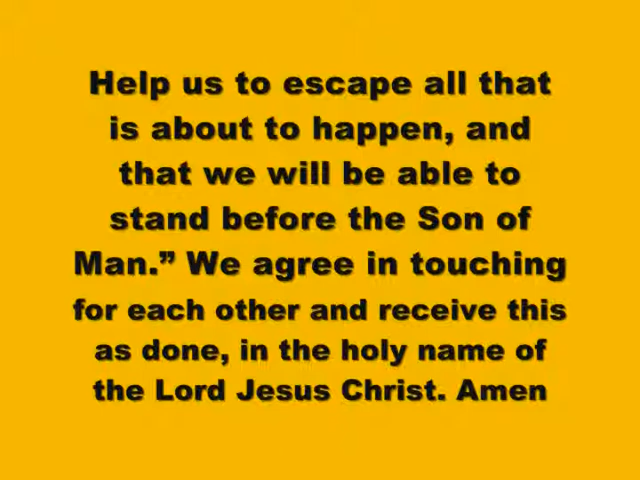 Help us to escape all that
is about to happen, and
that we will be able to
stand before the Son of
Man.” We agree in touching
for each other and receive this
as done, in the holy name of
the Lord Jesus Christ. Amen